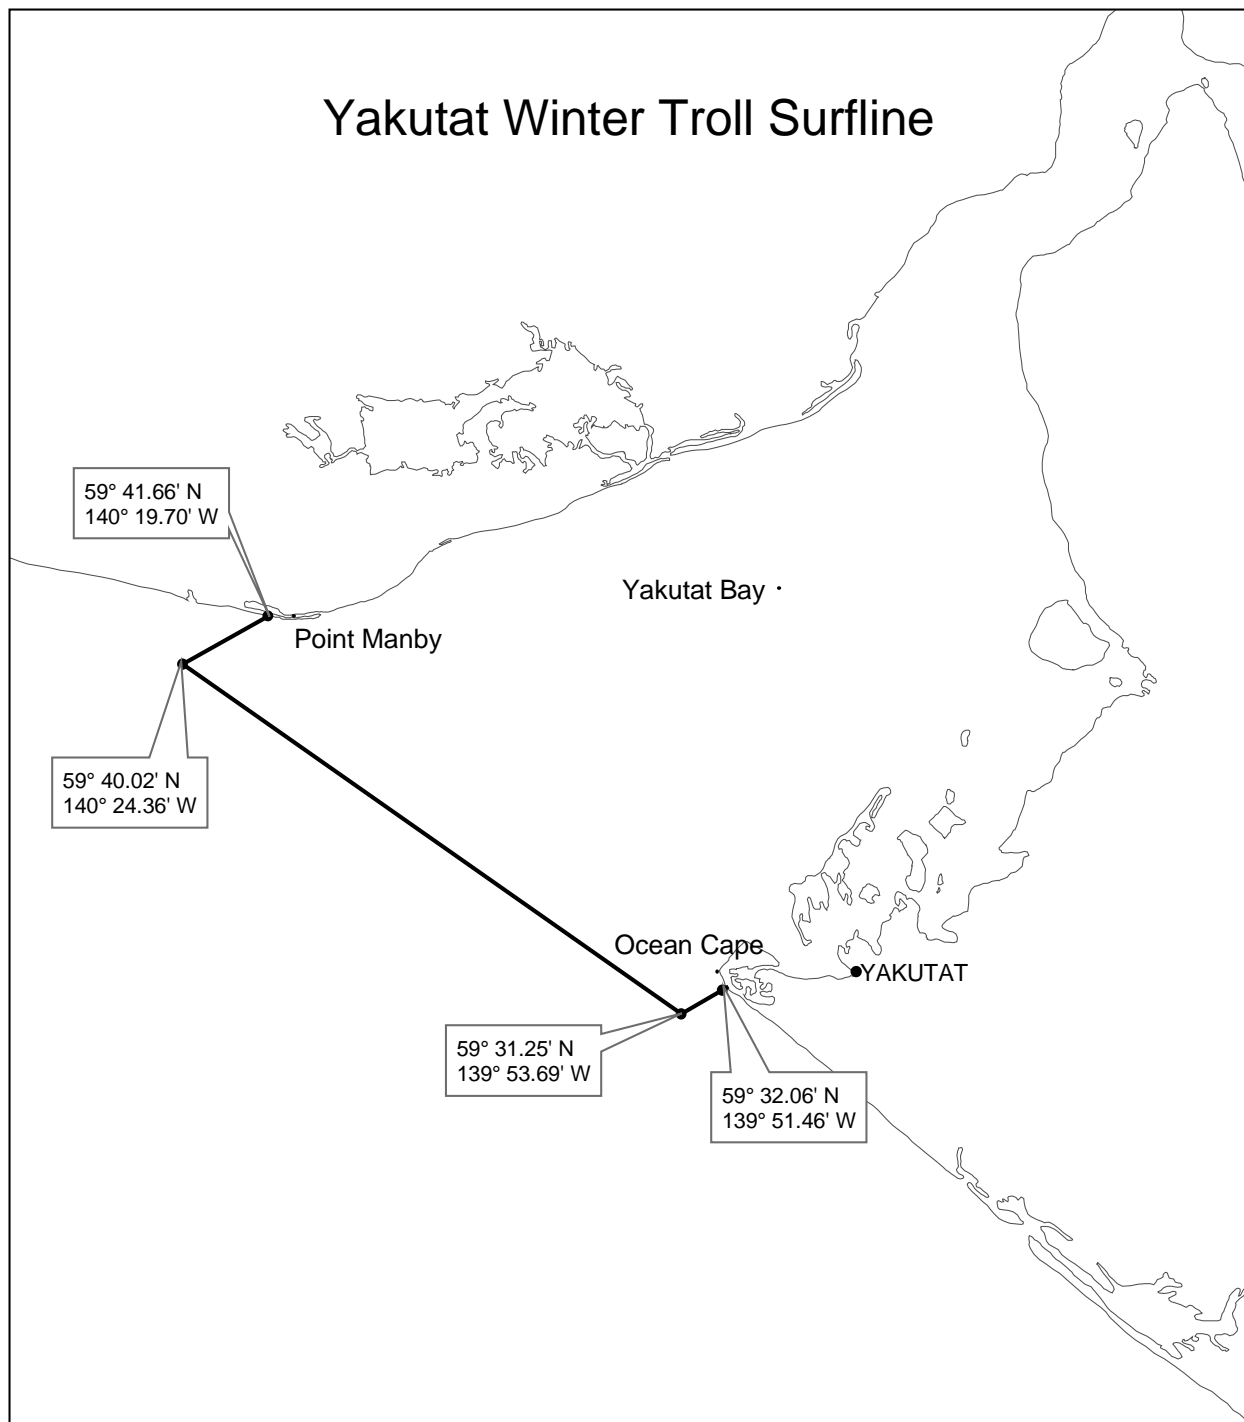 Yakutat Winter Troll Surfline
59° 41.66' N
140° 19.70' W
Yakutat Bay
Point Manby
59° 40.02' N
140° 24.36' W
Ocean Cape
YAKUTAT
59° 31.25' N
139° 53.69' W
59° 32.06' N
139° 51.46' W